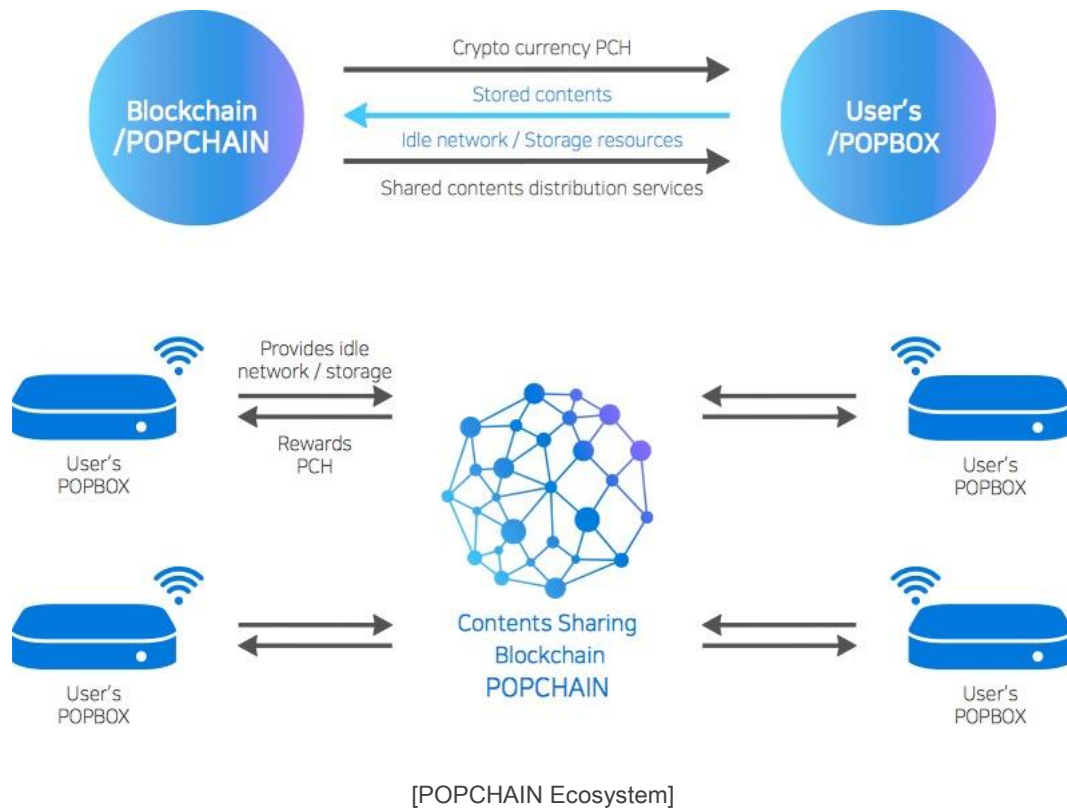 Crypto currency PCH
Stored contents
Blockchain
/POPCHAIN
User's
/POPBOX
Idle network / Storage resources
Shared contents distribution services
Provides idle
network / storage
Rewards
PCH
User's
POPBOX
User's
POPBOX
Contents Sharing
Blockchain
POPCHAIN
User's
POPBOX
User's
POPBOX
[POPCHAIN Ecosystem]